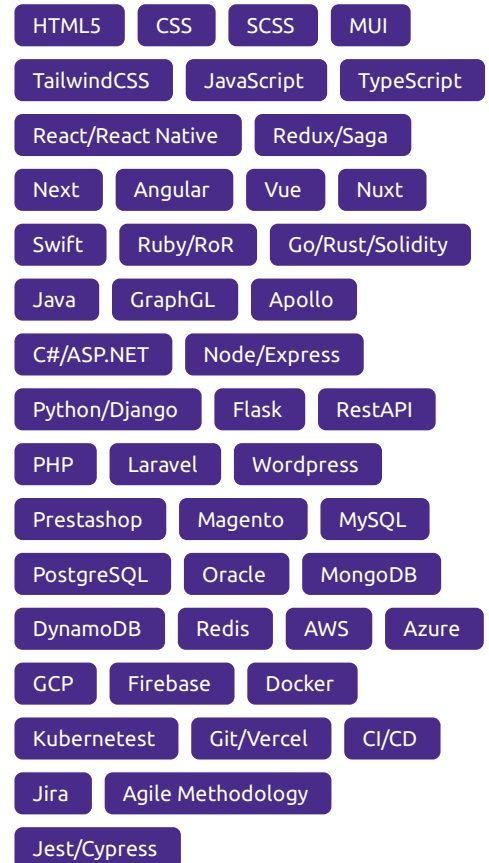 HTML5 CSS SCSS MUI
TailwindCSS JavaScript TypeScript
React/React Native Redux/Saga
Next Angular Vue Nuxt
Swift Ruby/RoR Go/Rust/Solidity
Java GraphGL Apollo
C#/ASP.NET Node/Express
Python/Django Flask RestAPI
PHP Laravel Wordpress
Prestashop Magento MySQL
PostgreSQL Oracle MongoDB
DynamoDB Redis AWS Azure
GCP Firebase Docker
Kubernetest Git/Vercel CI/CD
Jira Agile Methodology
Jest/Cypress